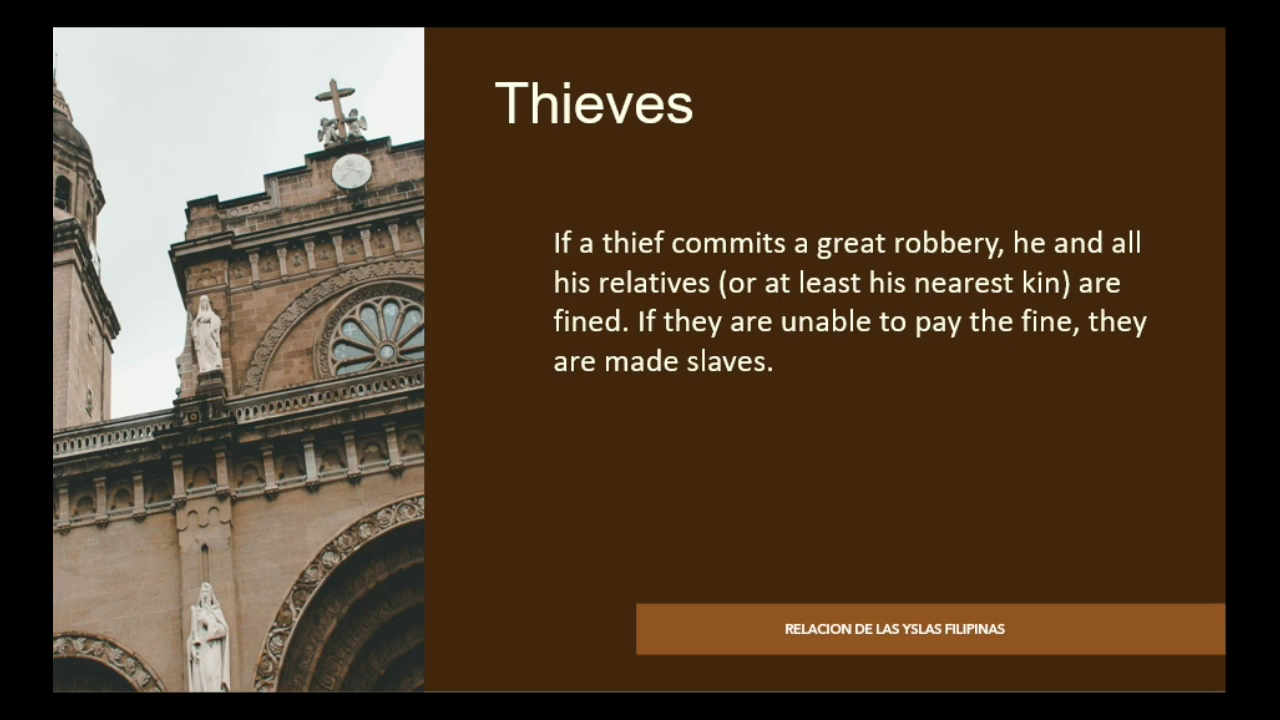 Thieves
If a thief commits a great robbery, he and all
his relatives (or at least his nearest kin) are
fined. If they are unable to pay the fine, they
are made slaves.
RELACION DE LAS YSLAS FILIPINAS